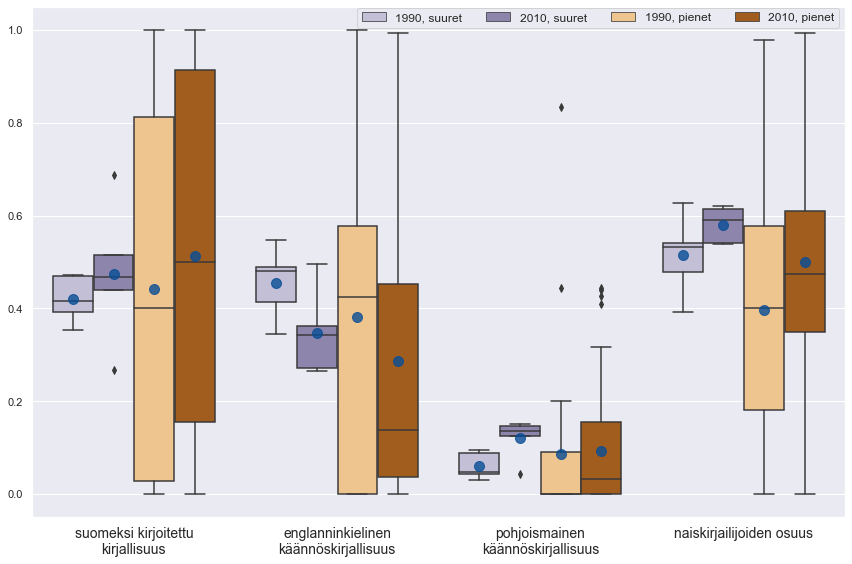 1990, suuret 2010, suuret 1990, pienet 2010, pienet
1.0
0.8
0.6
0.4
0.2
0.0
suomeksi kirjoitettu
kirjallisuus
englanninkielinen
käännöskirjallisuus
pohjoismainen
käännöskirjallisuus
naiskirjailijoiden osuus